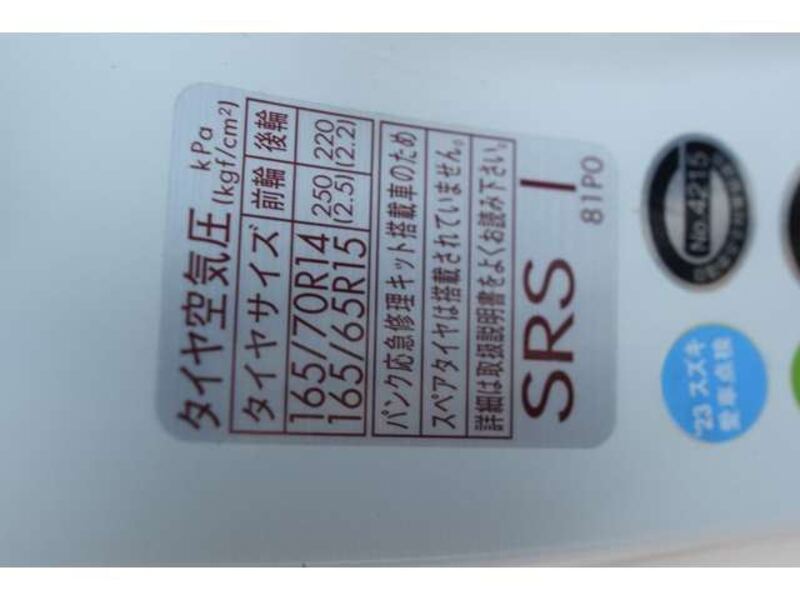 タイヤ空気圧 kPa
(kgf/cm²)
タイヤサイズ 前輪 後輪
165/70R14
165/65R15
250 220
(2.5) (2.2)
パンク応急修理キット搭載車のため
スペアタイヤは搭載されていません。
詳細は取扱説明書をよくお読み下さい。
SRS I
81P0
No.4215
'23 スズキ
愛車点検